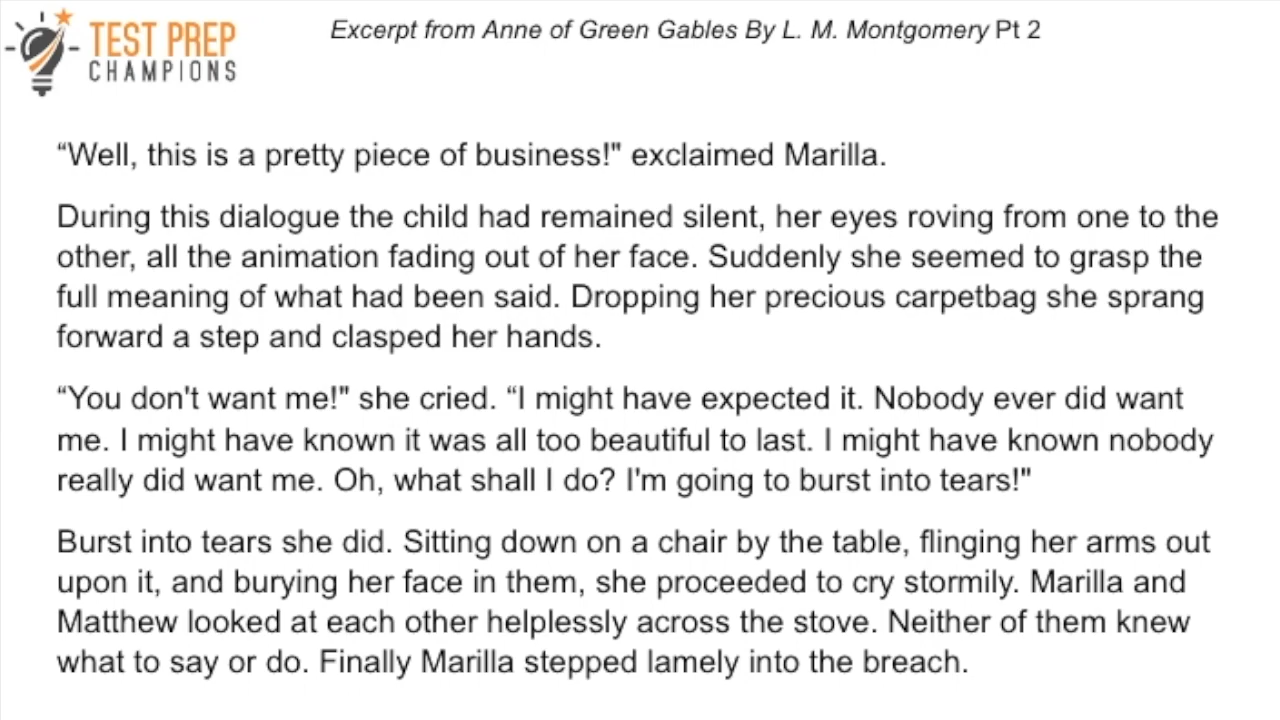 TEST PREP
CHAMPIONS
Excerpt from Anne of Green Gables By L. M. Montgomery Pt 2
“Well, this is a pretty piece of business!" exclaimed Marilla.
During this dialogue the child had remained silent, her eyes roving from one to the
other, all the animation fading out of her face. Suddenly she seemed to grasp the
full meaning of what had been said. Dropping her precious carpetbag she sprang
forward a step and clasped her hands.
“You don't want me!" she cried. “I might have expected it. Nobody ever did want
me. I might have known it was all too beautiful to last. I might have known nobody
really did want me. Oh, what shall I do? I'm going to burst into tears!"
Burst into tears she did. Sitting down on a chair by the table, flinging her arms out
upon it, and burying her face in them, she proceeded to cry stormily. Marilla and
Matthew looked at each other helplessly across the stove. Neither of them knew
what to say or do. Finally Marilla stepped lamely into the breach.